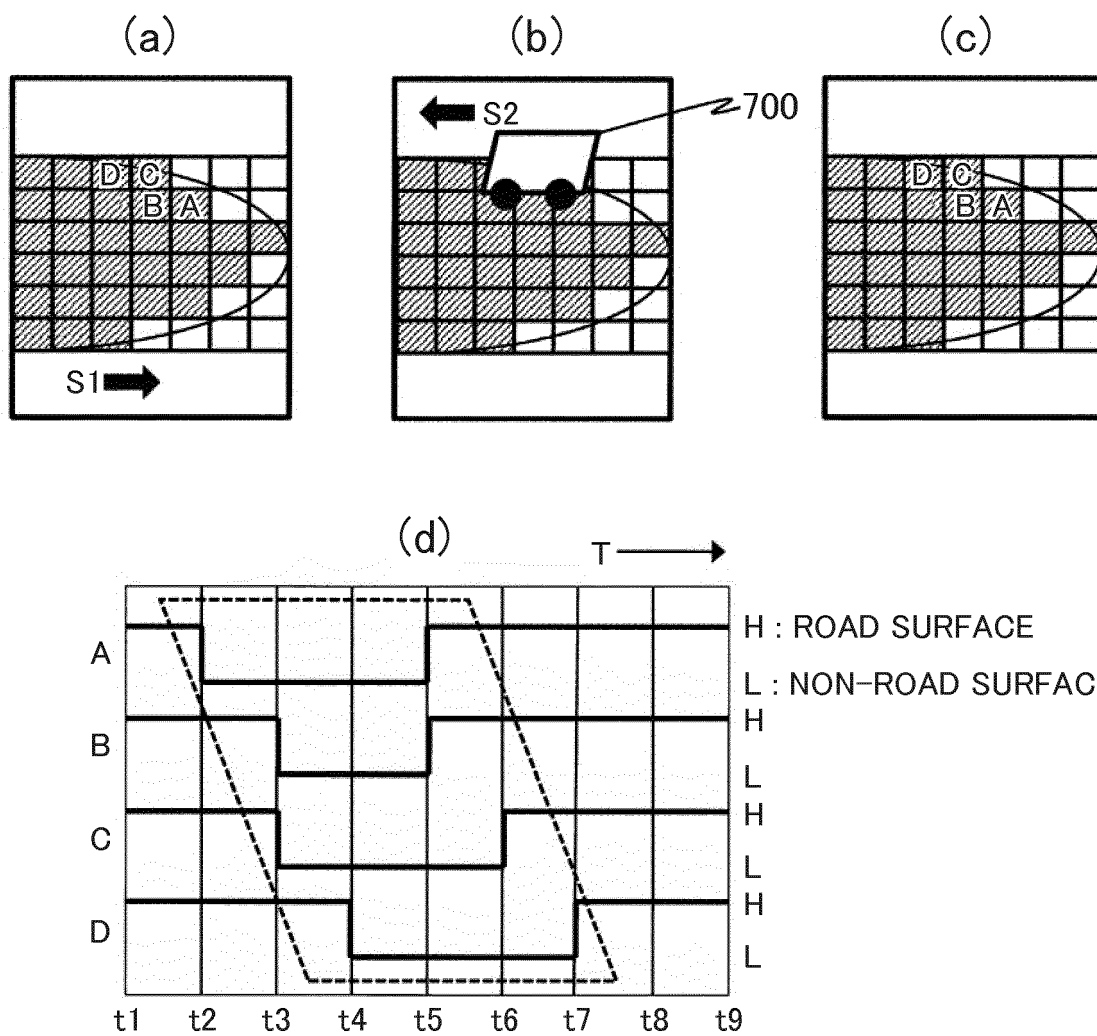 (a)
(b)
(c)
D C
B A
S1
S2
700
D C
B A
(d)
T
A
H : ROAD SURFACE
L : NON-ROAD SURFAC
B
H
L
C
H
L
D
H
L
t1 t2 t3 t4 t5 t6 t7 t8 t9